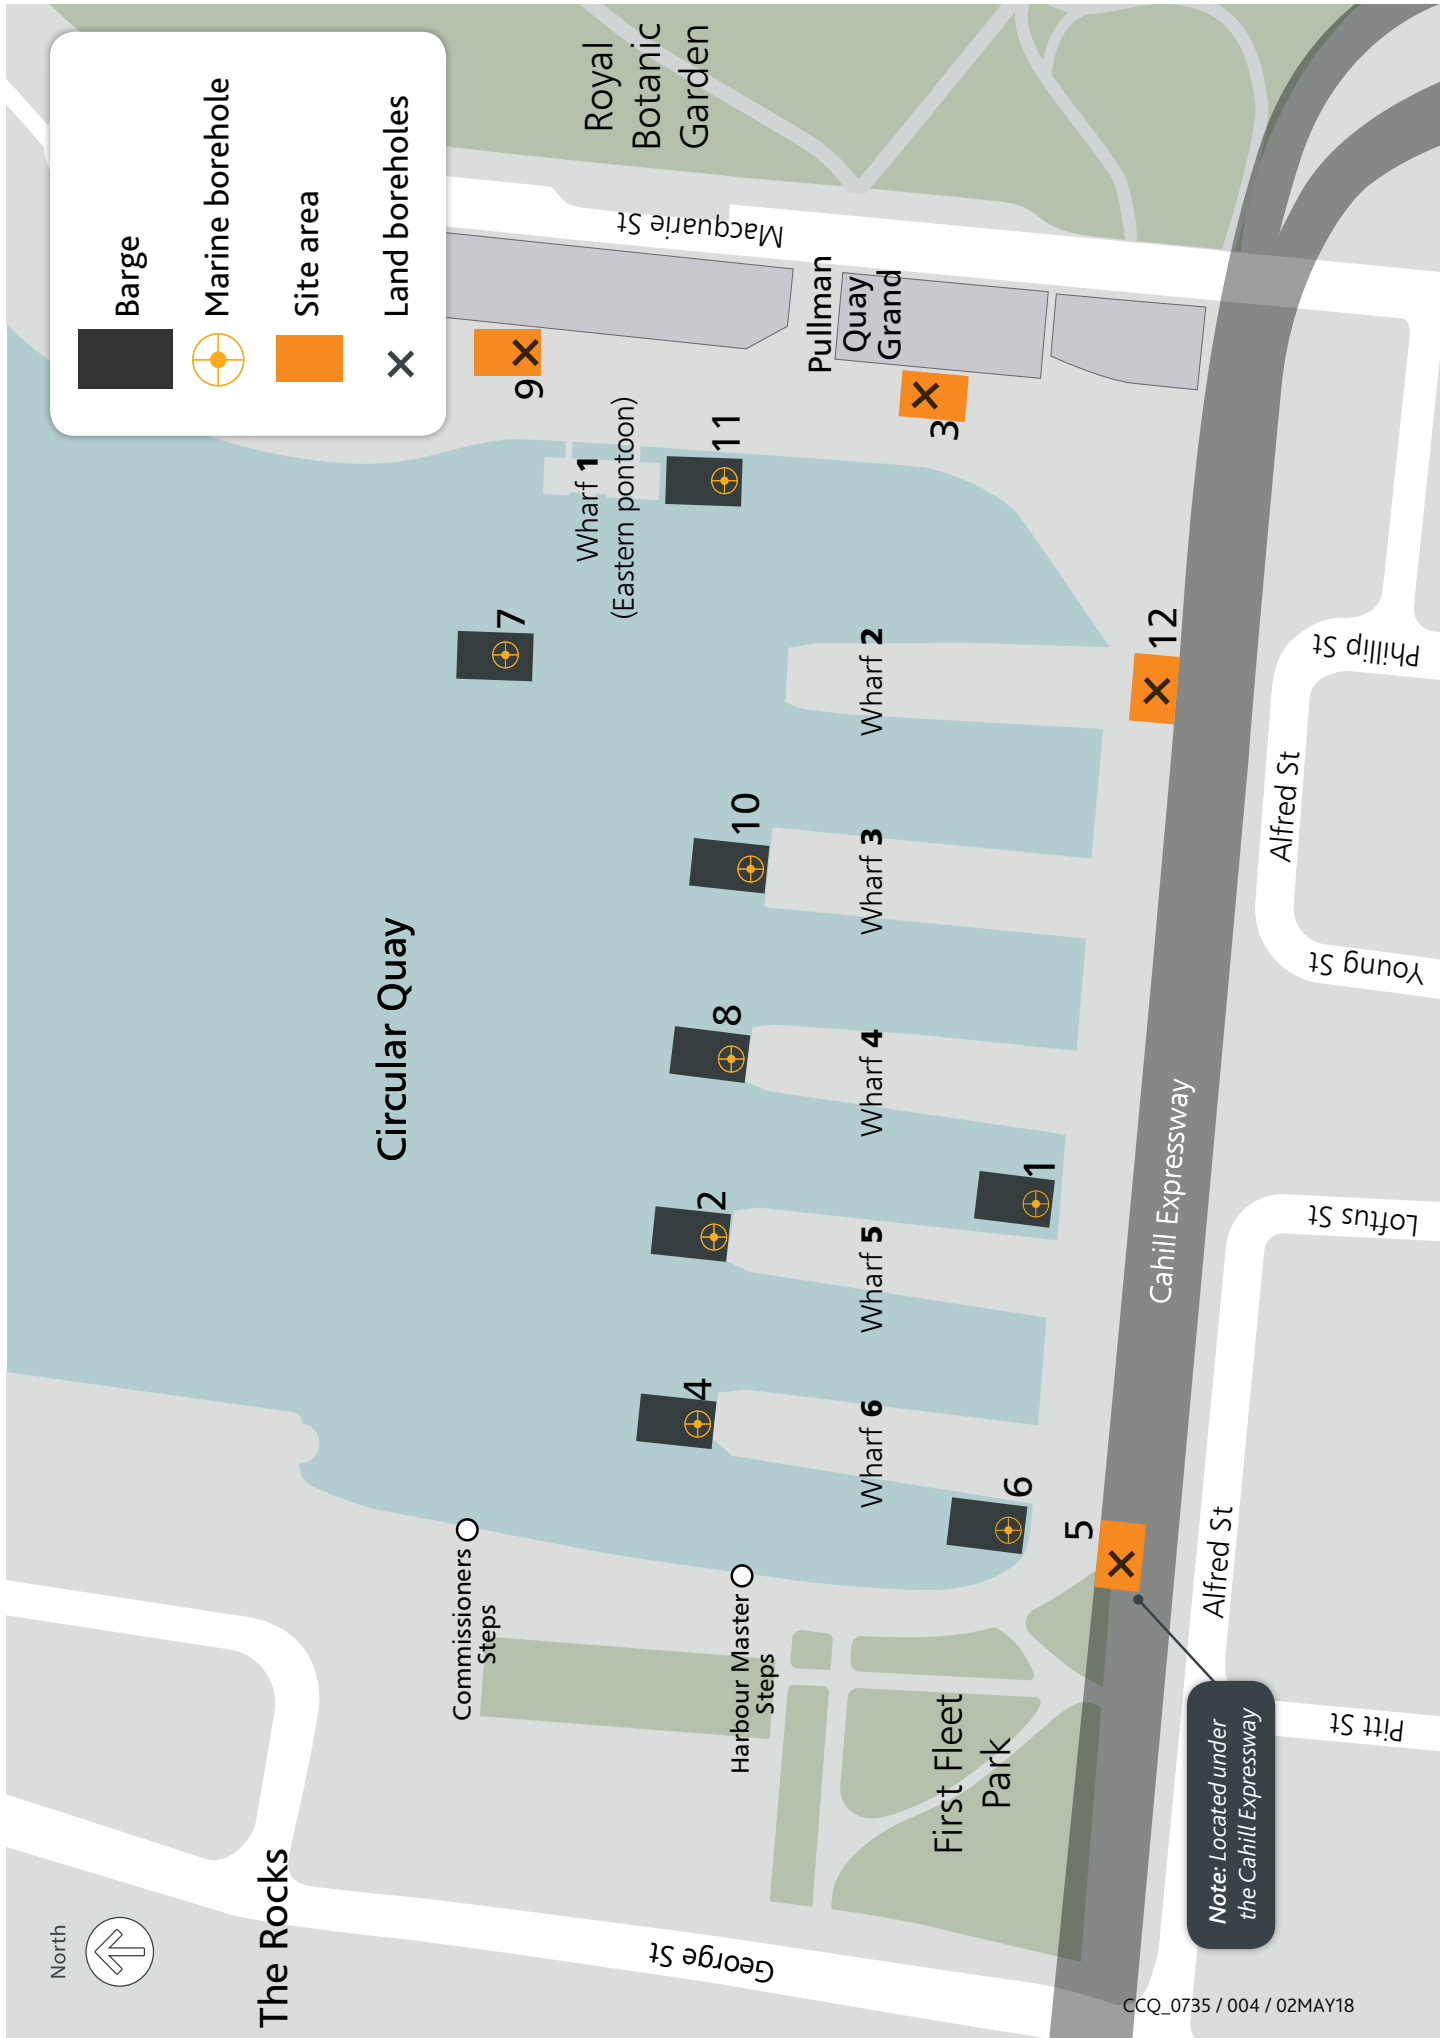 North
The Rocks
George St
Commissioners
Steps
Harbour Master
Steps
First Fleet
Park
Note: Located under
the Cahill Expressway
Pitt St
Alfred St
5
6
4
Wharf 6
2
Wharf 5
1
8
Wharf 4
10
Wharf 3
Circular Quay
Cahill Expressway
Loftus St
Young St
Alfred St
Phillip St
7
Wharf 2
12
Wharf 1
(Eastern pontoon)
11
9
3
Pullman
Quay
Grand
Macquarie St
Royal
Botanic
Garden
Barge
Marine borehole
Site area
Land boreholes
CCQ_0735 / 004 / 02MAY18